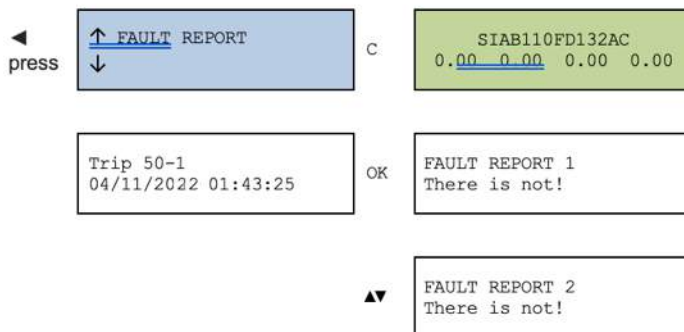 ◄
press
↑ FAULT REPORT
↓
C
SIAB110FD132AC
0.00 0.00 0.00 0.00
Trip 50-1
04/11/2022 01:43:25
OK
FAULT REPORT 1
There is not!
▲▼
FAULT REPORT 2
There is not!